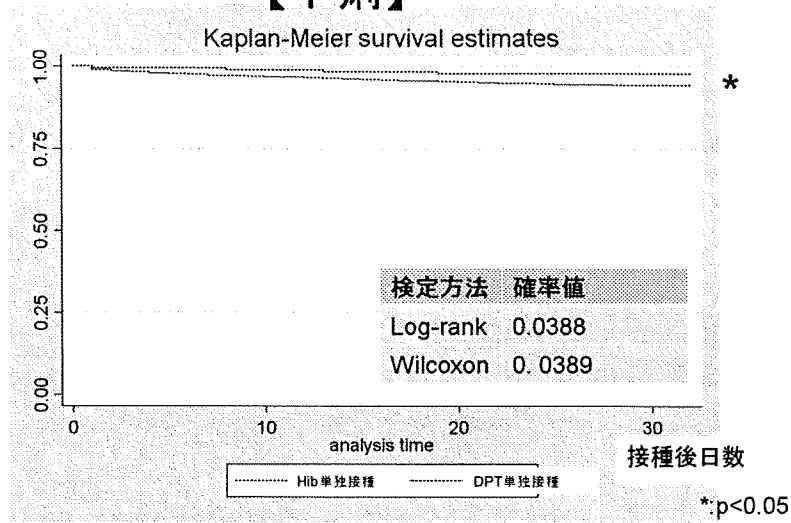 Kaplan-Meier survival estimates
1.00
*
0.75
0.50
検定方法 確率値
0.25
Log-rank 0.0388
Wilcoxon 0.0389
0.00
0 10 20 30
analysis time
接種後日数
Hib単独接種 DPT単独接種
*:p<0.05